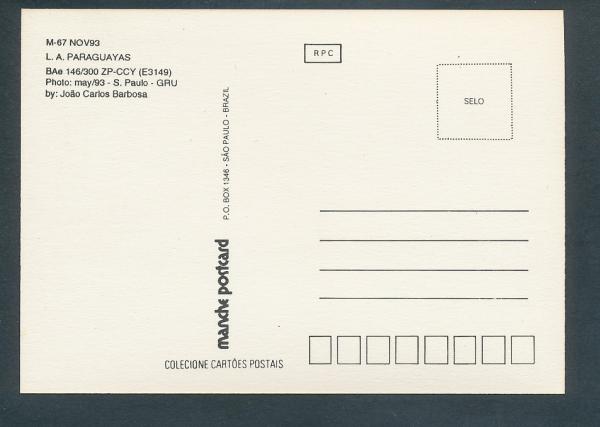 M-67 NOV93
L. A. PARAGUAYAS
BAe 146/300 ZP-CCY (E3149)
Photo: may/93 - S. Paulo - GRU
by: João Carlos Barbosa
RPC
SELO
manche postcard P.O. BOX 1346 - SÃO PAULO - BRAZIL
COLECIONE CARTÕES POSTAIS